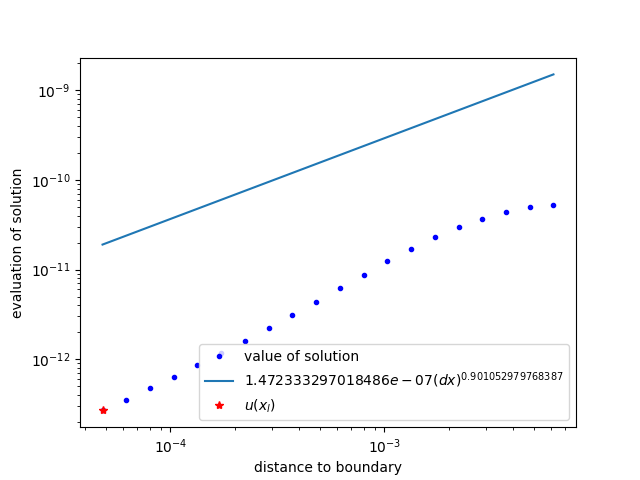 10⁻⁹
10⁻¹⁰
10⁻¹¹
10⁻¹²
evaluation of solution
value of solution
1.472333297018486e − 07(dx)^0.901052979768387
u(x_l)
10⁻⁴
10⁻³
distance to boundary